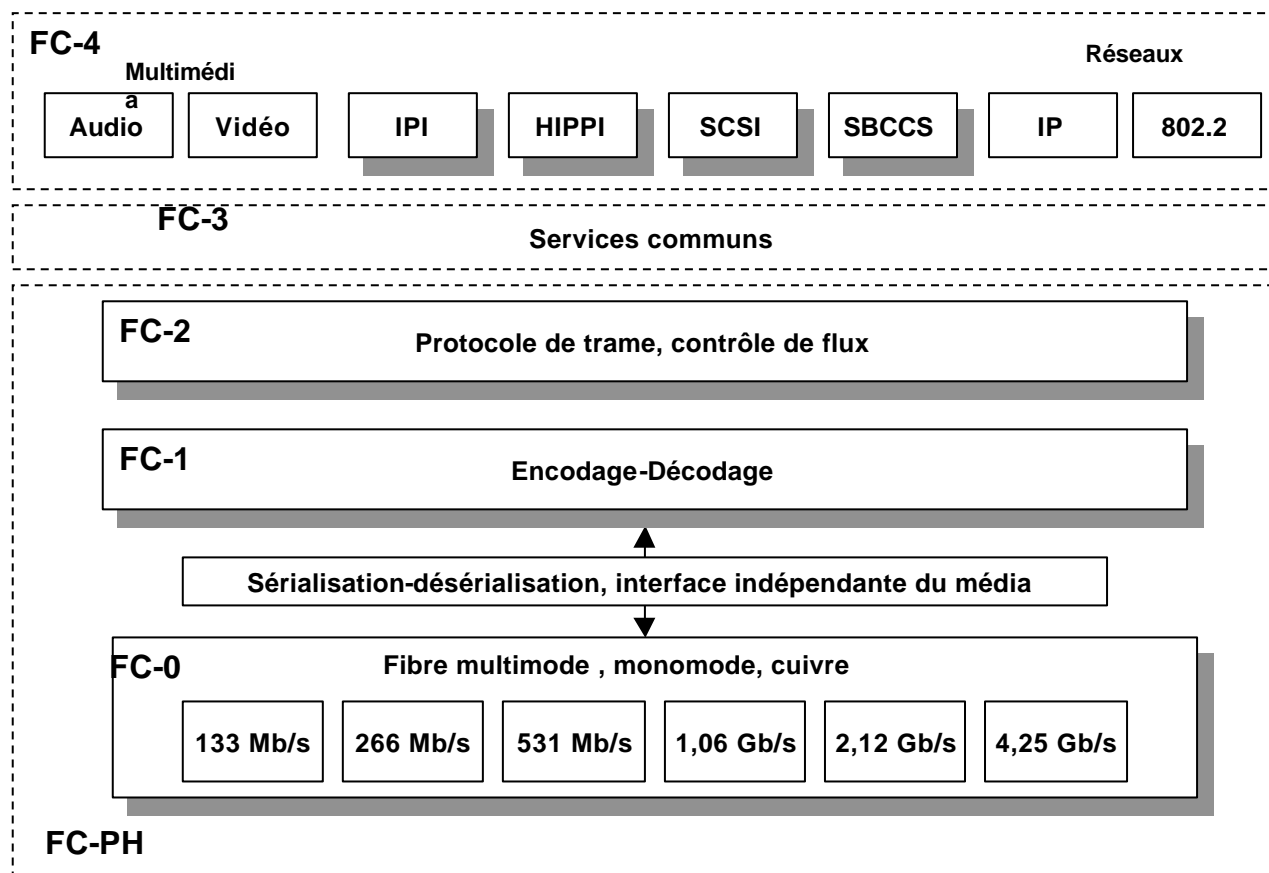 FC-4
Réseaux
Multimédi
a
Audio
Vidéo
IPI
HIPPI
SCSI
SBCCS
IP
802.2
FC-3
Services communs
FC-2
Protocole de trame, contrôle de flux
FC-1
Encodage-Décodage
Sérialisation-désérialisation, interface indépendante du média
FC-0
Fibre multimode , monomode, cuivre
133 Mb/s
266 Mb/s
531 Mb/s
1,06 Gb/s
2,12 Gb/s
4,25 Gb/s
FC-PH